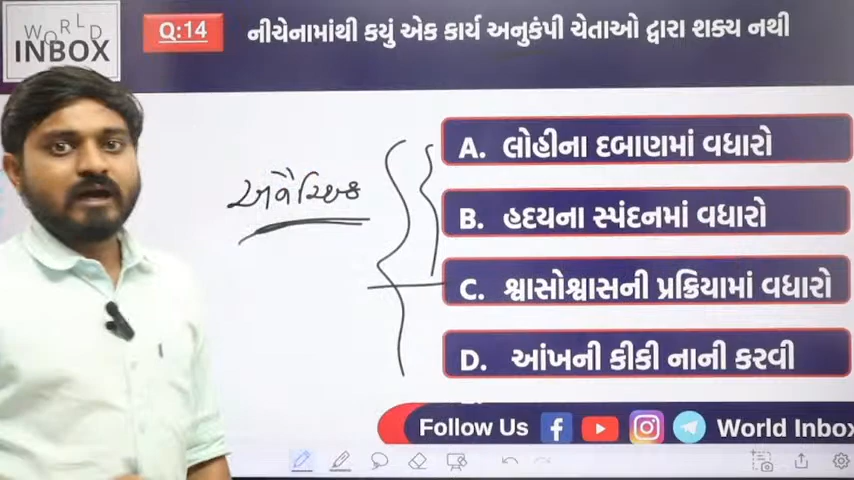 WORLD
INBOX
Q:14
નીચેનામાંથી કયું એક કાર્ય અનુકંપી ચેતાઓ દ્વારા શક્ય નથી
A. લોહીના દબાણમાં વધારો
અનૈચ્છિક
B. હૃદયના સ્પંદનમાં વધારો
C. શ્વાસોશ્વાસની પ્રક્રિયામાં વધારો
D. આંખની કીકી નાની કરવી
Follow Us World Inbox